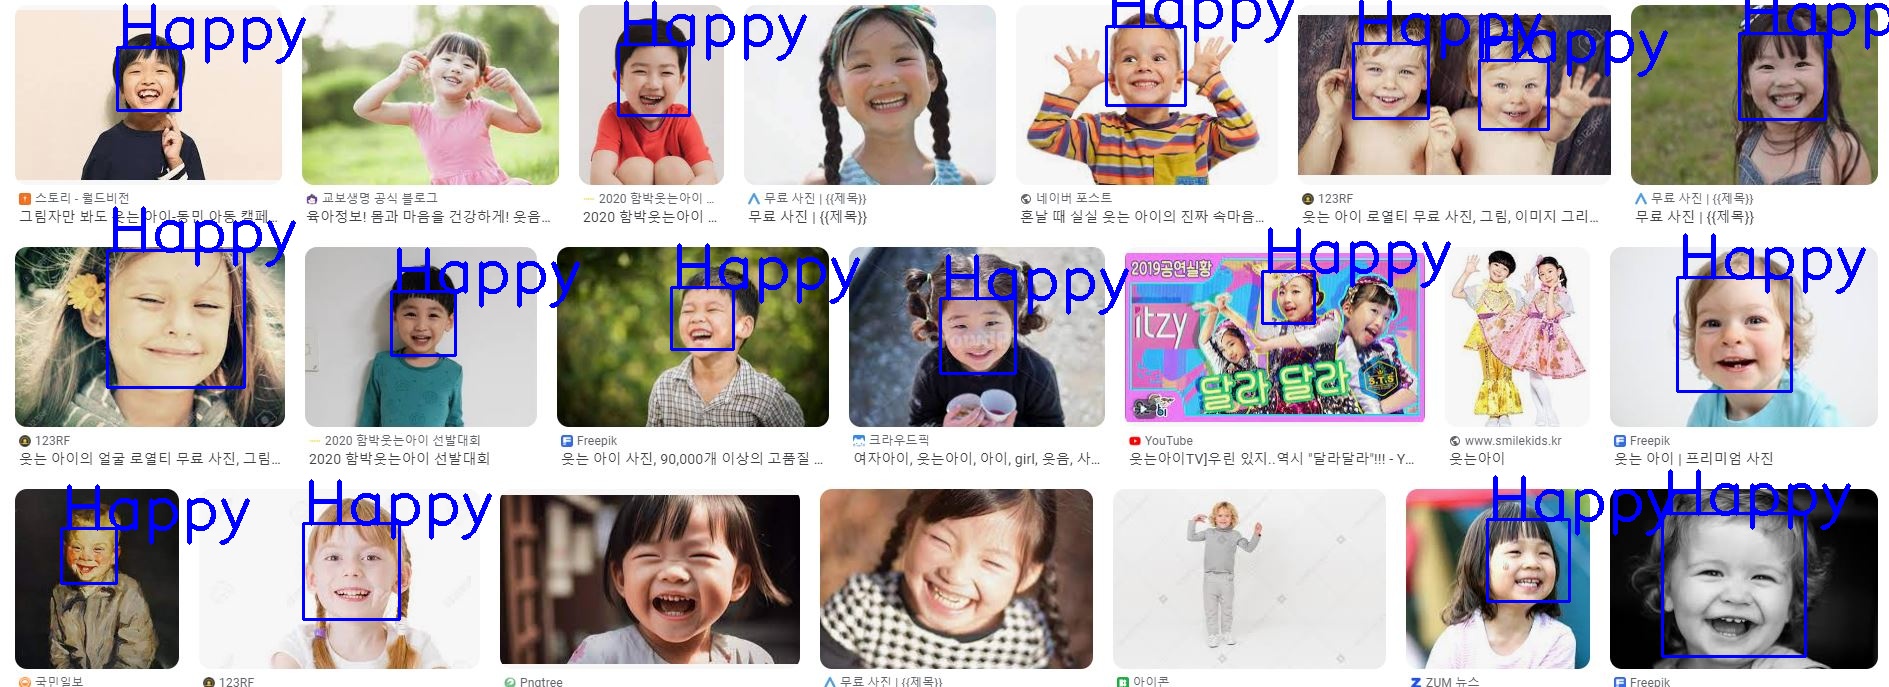 Happy
Happy
Happy
Happy
Happy
Happy
스토리 - 월드비전
그림자만 봐도 웃는 아이-동민 아동 캠페...
교보생명 공식 블로그
육아정보! 몸과 마음을 건강하게! 웃음...
2020 함박웃는아이 ...
2020 함박웃는아이 ...
무료 사진 | {{제목}}
무료 사진 | {{제목}}
네이버 포스트
혼날 때 실실 웃는 아이의 진짜 속마음...
123RF
웃는 아이 로열티 무료 사진, 그림, 이미지 그리...
무료 사진 | {{제목}}
무료 사진 | {{제목}}
Happy
Happy
Happy
Happy
Happy
Happy
2019공연실황
itzy
달라 달라
S.T.S
123RF
웃는 아이의 얼굴 로열티 무료 사진, 그림...
2020 함박웃는아이 선발대회
2020 함박웃는아이 선발대회
Freepik
웃는 아이 사진, 90,000개 이상의 고품질 ...
크라우드픽
여자아이, 웃는아이, 아이, girl, 웃음, 사...
YouTube
웃는아이TV]우린 있지..역시 "달라달라"!!! - Y...
www.smilekids.kr
웃는아이
Freepik
웃는 아이 | 프리미엄 사진
Happy
Happy
Happy
Happy
국민일보
123RF
Pngtree
무료 사진 | {{제목}}
아이콘
ZUM 뉴스
Freepik